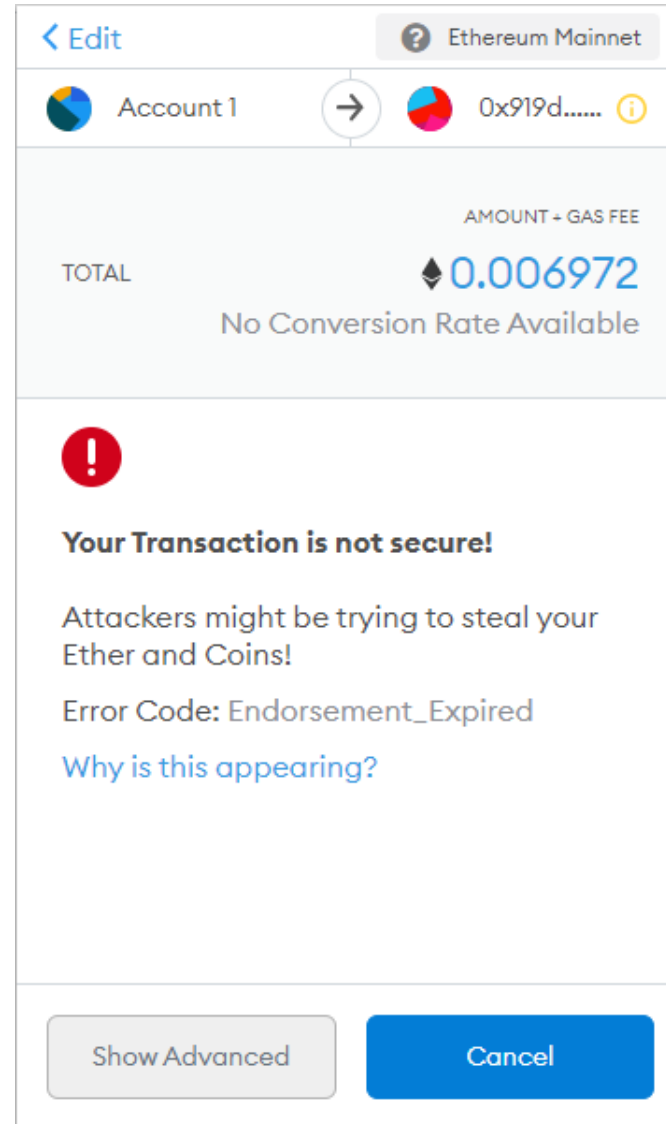 Edit
Ethereum Mainnet
Account 1
0x919d......
AMOUNT + GAS FEE
TOTAL
0.006972
No Conversion Rate Available
Your Transaction is not secure!
Attackers might be trying to steal your
Ether and Coins!
Error Code: Endorsement_Expired
Why is this appearing?
Show Advanced
Cancel